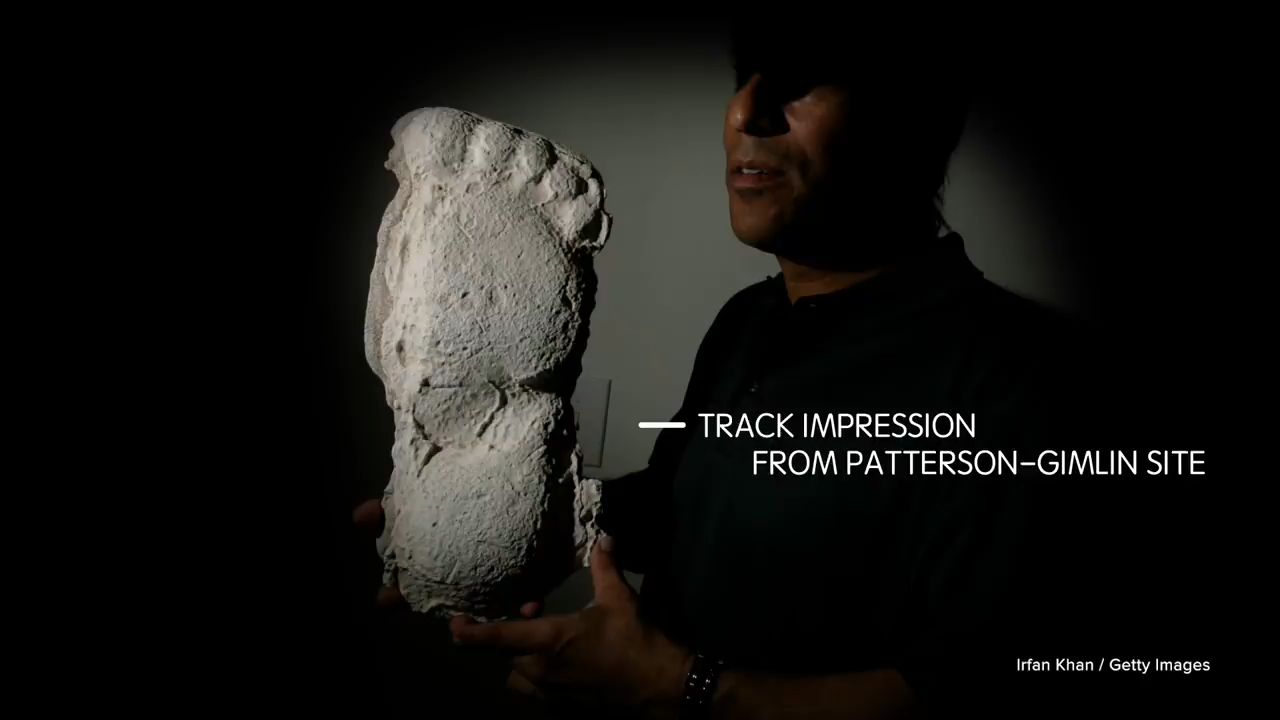 TRACK IMPRESSION
FROM PATTERSON–GIMLIN SITE
Irfan Khan / Getty Images